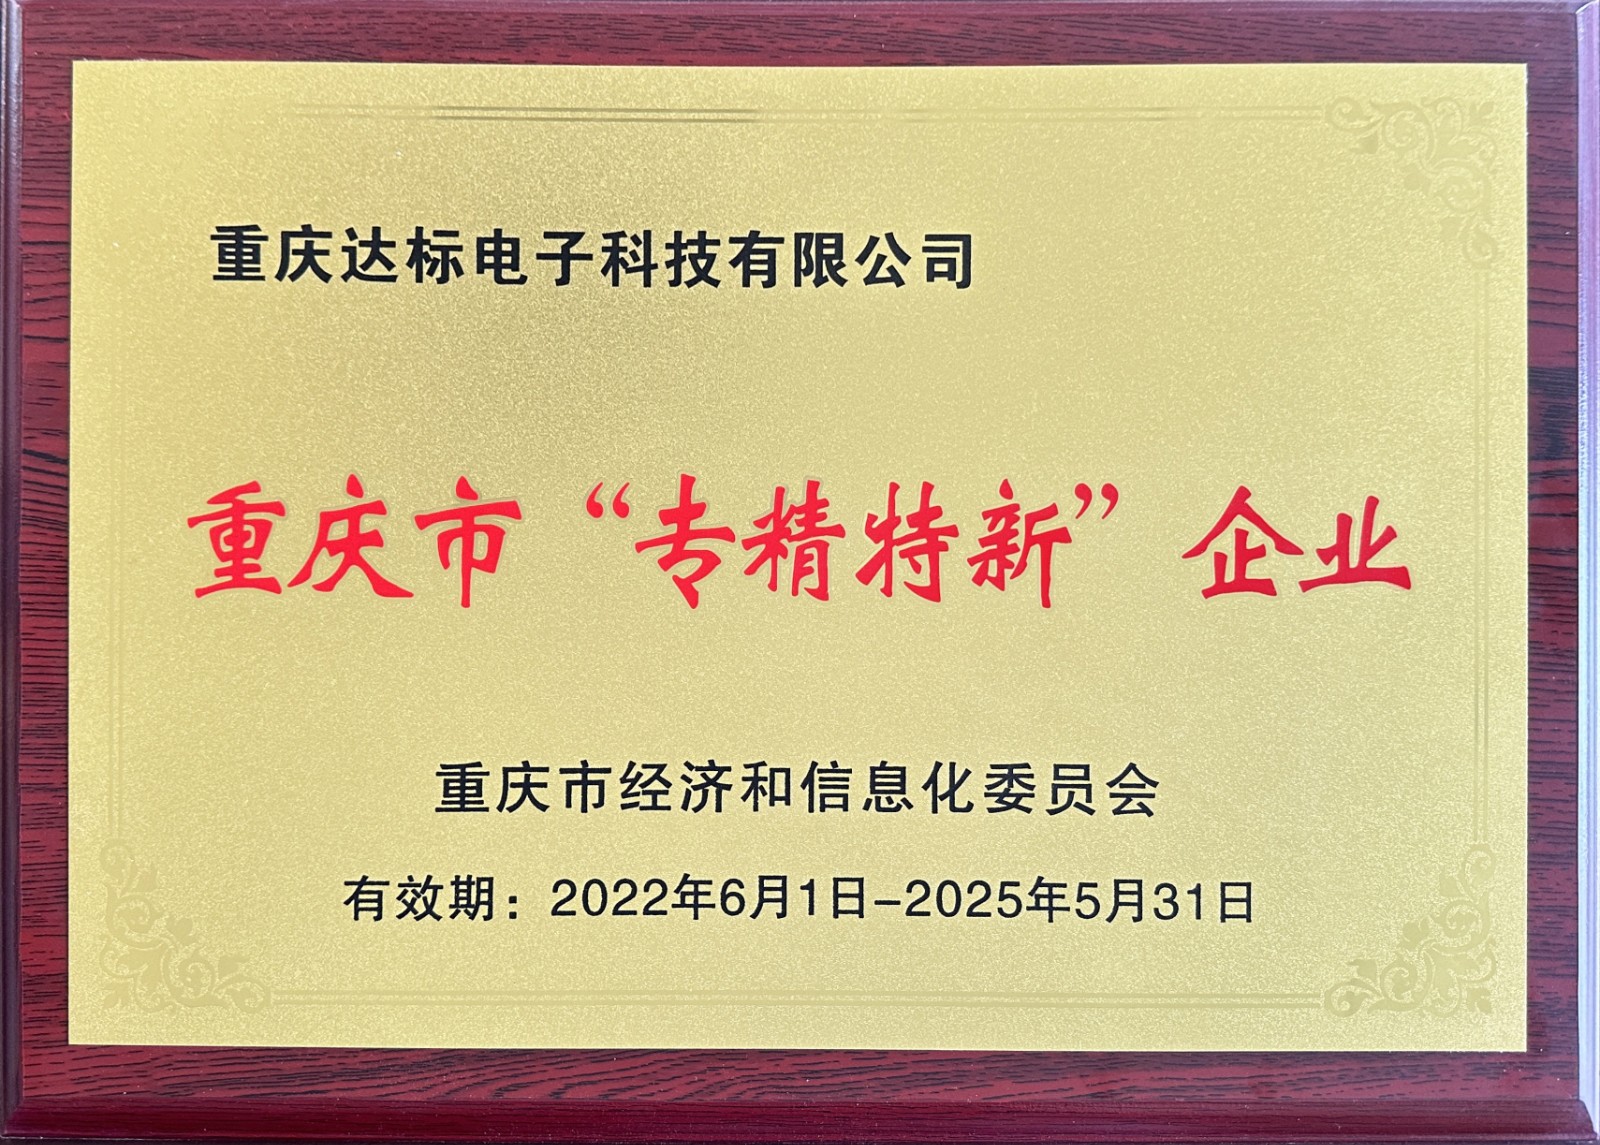 重庆达标电子科技有限公司
重庆市“专精特新”企业
重庆市经济和信息化委员会
有效期：2022年6月1日-2025年5月31日